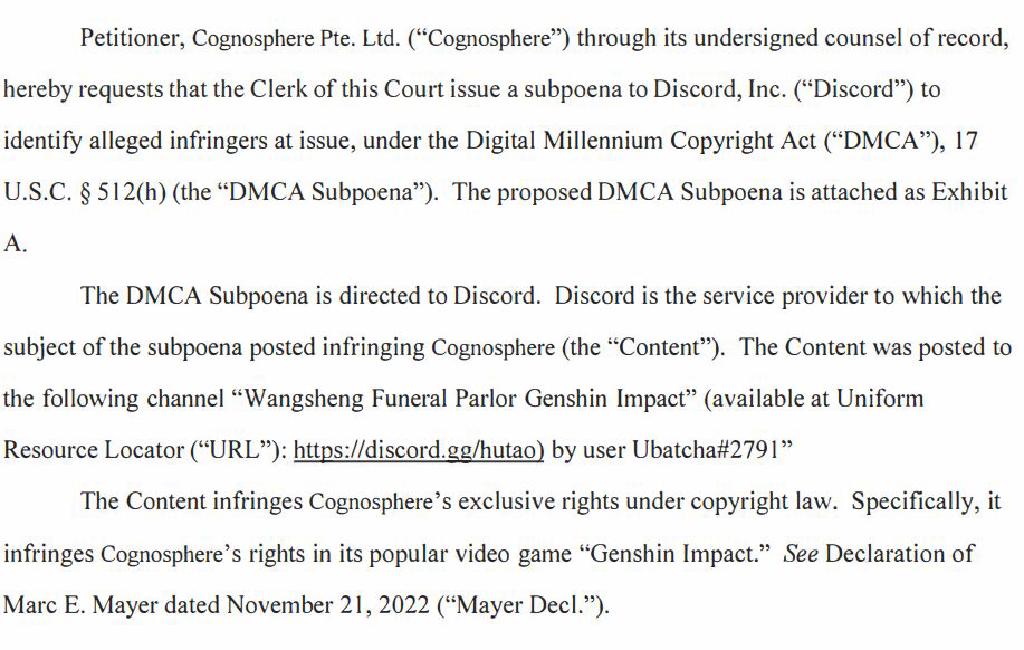 Petitioner, Cognosphere Pte. Ltd. (“Cognosphere”) through its undersigned counsel of record,
hereby requests that the Clerk of this Court issue a subpoena to Discord, Inc. (“Discord”) to
identify alleged infringers at issue, under the Digital Millennium Copyright Act (“DMCA”), 17
U.S.C. § 512(h) (the “DMCA Subpoena”).  The proposed DMCA Subpoena is attached as Exhibit
A.
The DMCA Subpoena is directed to Discord.  Discord is the service provider to which the
subject of the subpoena posted infringing Cognosphere (the “Content”).  The Content was posted to
the following channel “Wangsheng Funeral Parlor Genshin Impact” (available at Uniform
Resource Locator (“URL”): https://discord.gg/hutao) by user Ubatcha#2791”
The Content infringes Cognosphere’s exclusive rights under copyright law.  Specifically, it
infringes Cognosphere’s rights in its popular video game “Genshin Impact.”  See Declaration of
Marc E. Mayer dated November 21, 2022 (“Mayer Decl.”).